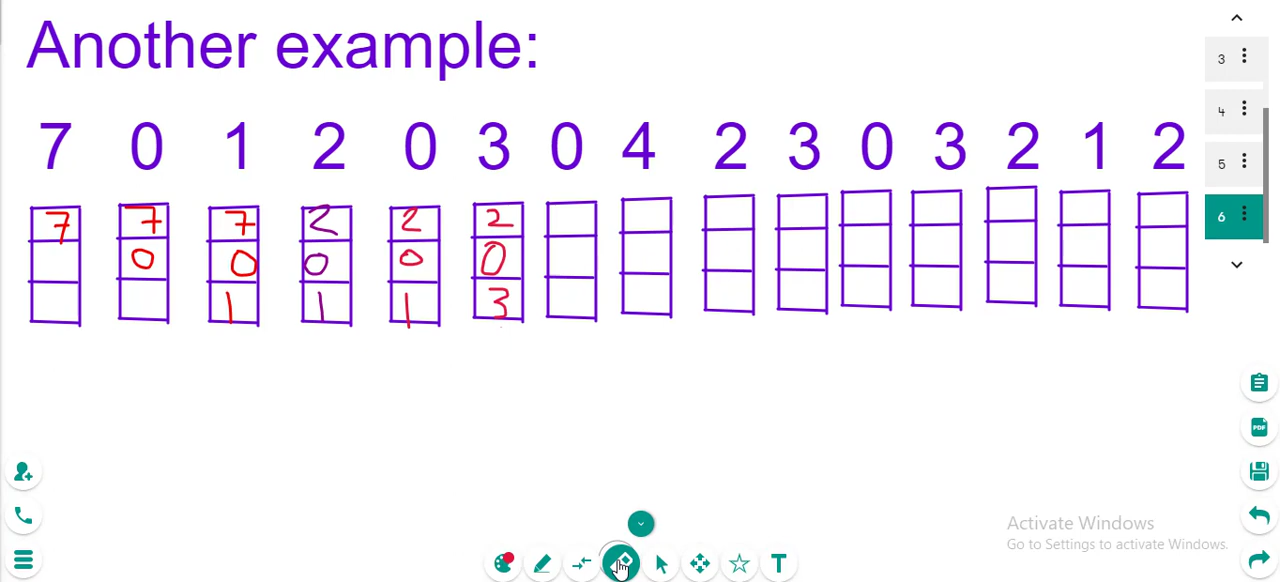 Another example:
7 0 1 2 0 3 0 4 2 3 0 3 2 1 2
7 7 7 2 2 2
0 0 0 0 0
1 1 1 3
3
4
5
6
PDF
T
Activate Windows
Go to Settings to activate Windows.